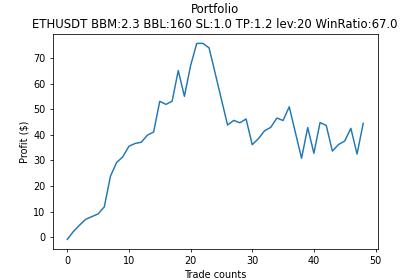 Portfolio
ETHUSDT BBM:2.3 BBL:160 SL:1.0 TP:1.2 lev:20 WinRatio:67.0
70
60
50
40
30
20
10
0
Profit ($)
0 10 20 30 40 50
Trade counts